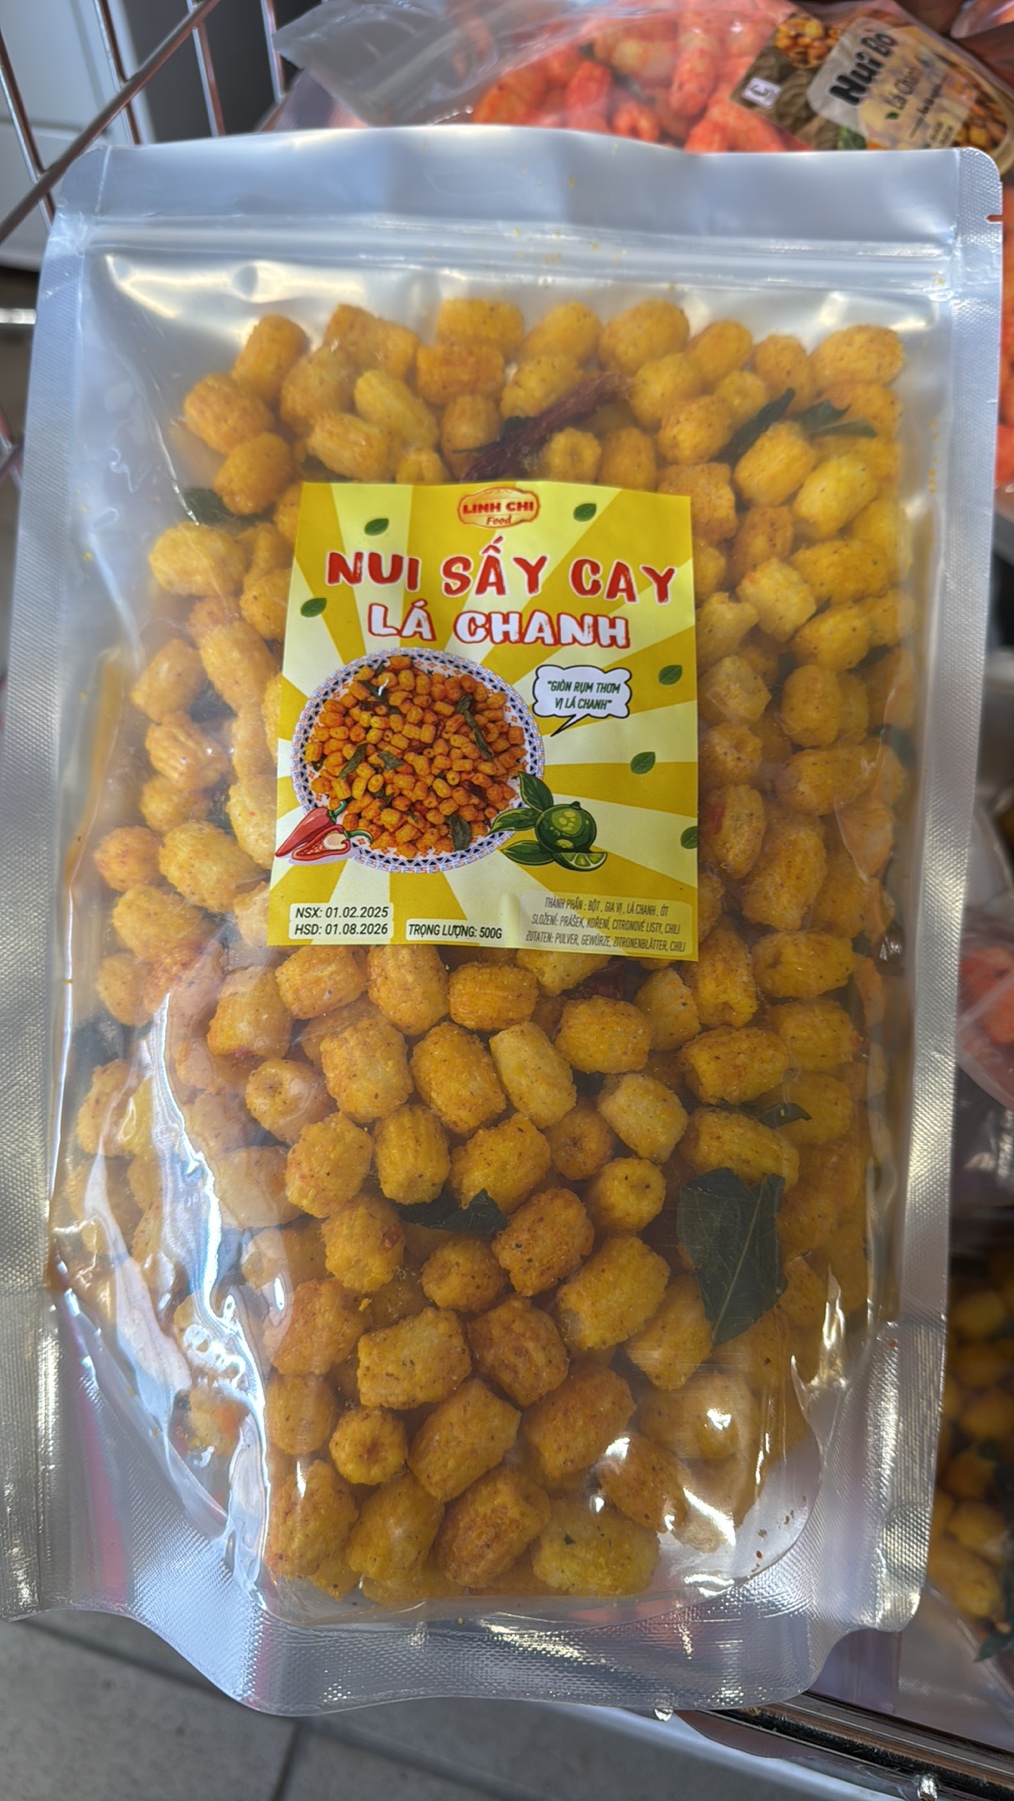 Nui Bò
LINH CHI
Food
NUI SẤY CAY
LÁ CHANH
"GIÒN RỤM THƠM
VỊ LÁ CHANH"
NSX: 01.02.2025
HSD: 01.08.2026
TRỌNG LƯỢNG: 500G
THÀNH PHẦN : BỘT , GIA VỊ , LÁ CHANH , ỚT
SLOŽENÍ: PRÁŠEK, KOŘENÍ, CITRONOVÉ LISTY, CHILI
ZUTATEN: PULVER, GEWÜRZE, ZITRONENBLÄTTER, CHILI